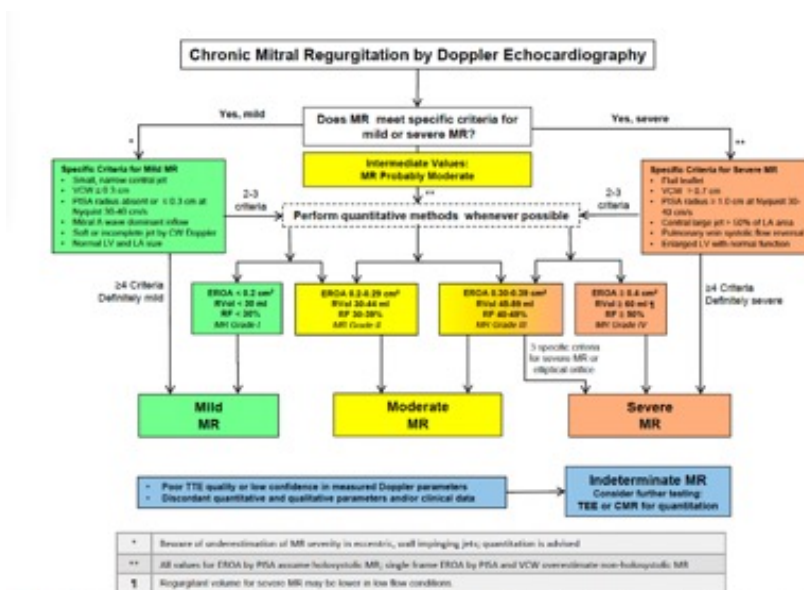 Chronic Mitral Regurgitation by Doppler Echocardiography
Yes, mild
Does MR meet specific criteria for
mild or severe MR?
Yes, severe
*
**
Specific Criteria for Mild MR
• Small, narrow central jet
• VCW ≤ 0.3 cm
• PISA radius absent or ≤ 0.3 cm at
Nyquist 30-40 cm/s
• Mitral A wave dominant inflow
• Soft or incomplete jet by CW Doppler
• Normal LV and LA size
Intermediate Values:
MR Probably Moderate
**
Specific Criteria for Severe MR
• Flail leaflet
• VCW ≥ 0.7 cm
• PISA radius ≥ 1.0 cm at Nyquist 30-
40 cm/s
• Central large jet > 50% of LA area
• Pulmonary vein systolic flow reversal
• Enlarged LV with normal function
2-3
criteria
Perform quantitative methods whenever possible
2-3
criteria
≥4 Criteria
Definitely mild
EROA < 0.2 cm²
RVol < 30 ml
RF < 30%
MR Grade I
EROA 0.2-0.29 cm²
RVol 30-44 ml
RF 30-39%
MR Grade II
EROA 0.30-0.39 cm²
RVol 45-59 ml
RF 40-49%
MR Grade III
EROA ≥ 0.4 cm²
RVol ≥ 60 ml ¶
RF ≥ 50%
MR Grade IV
≥4 Criteria
Definitely severe
3 specific criteria
for severe MR or
elliptical orifice
Mild
MR
Moderate
MR
Severe
MR
• Poor TTE quality or low confidence in measured Doppler parameters
• Discordant quantitative and qualitative parameters and/or clinical data
Indeterminate MR
Consider further testing:
TEE or CMR for quantitation
* Beware of underestimation of MR severity in eccentric, wall impinging jets; quantitation is advised
** All values for EROA by PISA assume holosystolic MR; single frame EROA by PISA and VCW overestimate non-holosystolic MR
¶ Regurgitant volume for severe MR may be lower in low flow conditions.